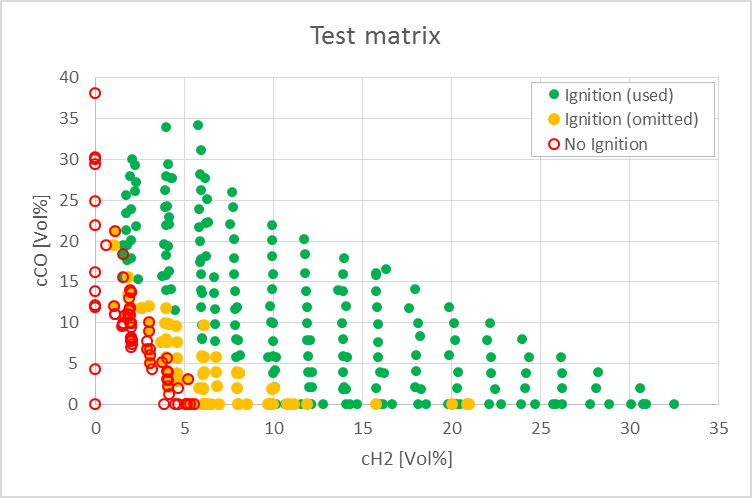 Test matrix
40
35
30
25
20
15
10
5
0
cCO [Vol%]
Ignition (used)
Ignition (omitted)
No Ignition
0 5 10 15 20 25 30 35
cH2 [Vol%]